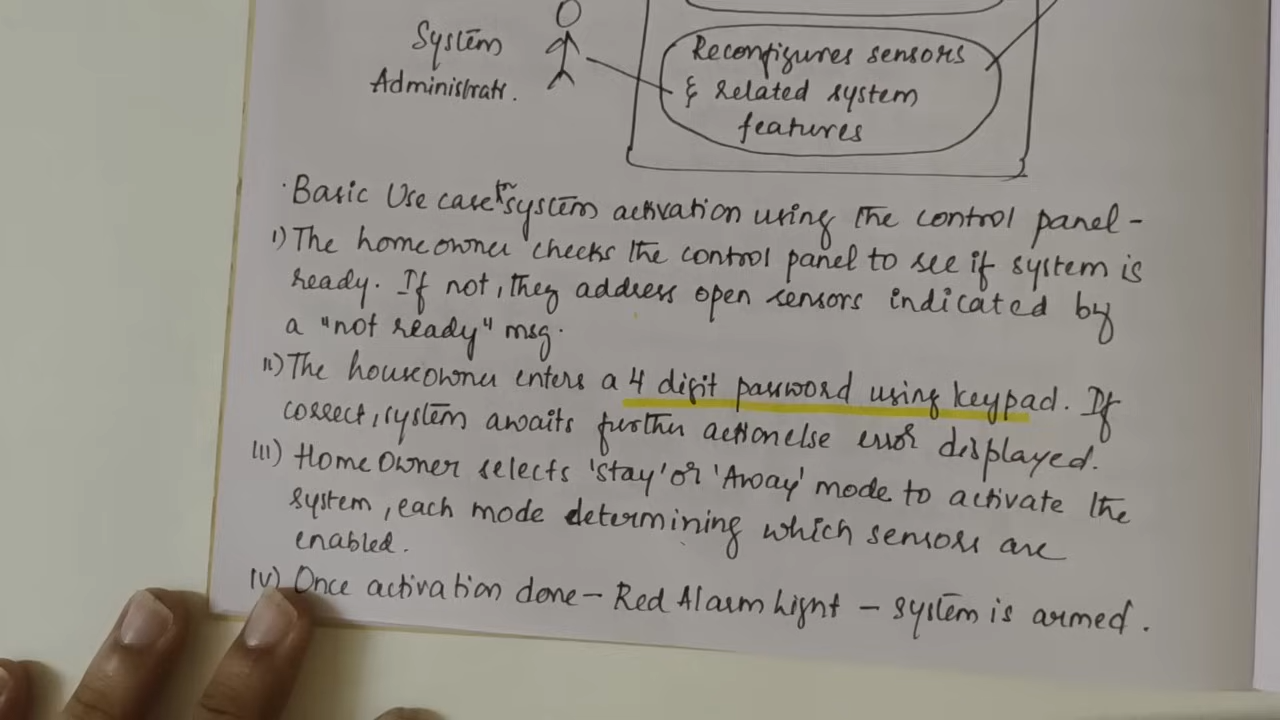 System
Administratr.
Reconfigures sensors
& related system
features
· Basic Use case for system activation using the control panel -
i) The homeowner checks the control panel to see if system is
ready. If not, they address open sensors indicated by
a "not ready" msg.
ii) The houseowner enters a 4 digit password using keypad. If
correct, system awaits further action else error displayed.
iii) Home Owner selects 'stay' or 'Away' mode to activate the
system, each mode determining which sensors are
enabled.
iv) Once activation done - Red Alarm Light - system is armed.